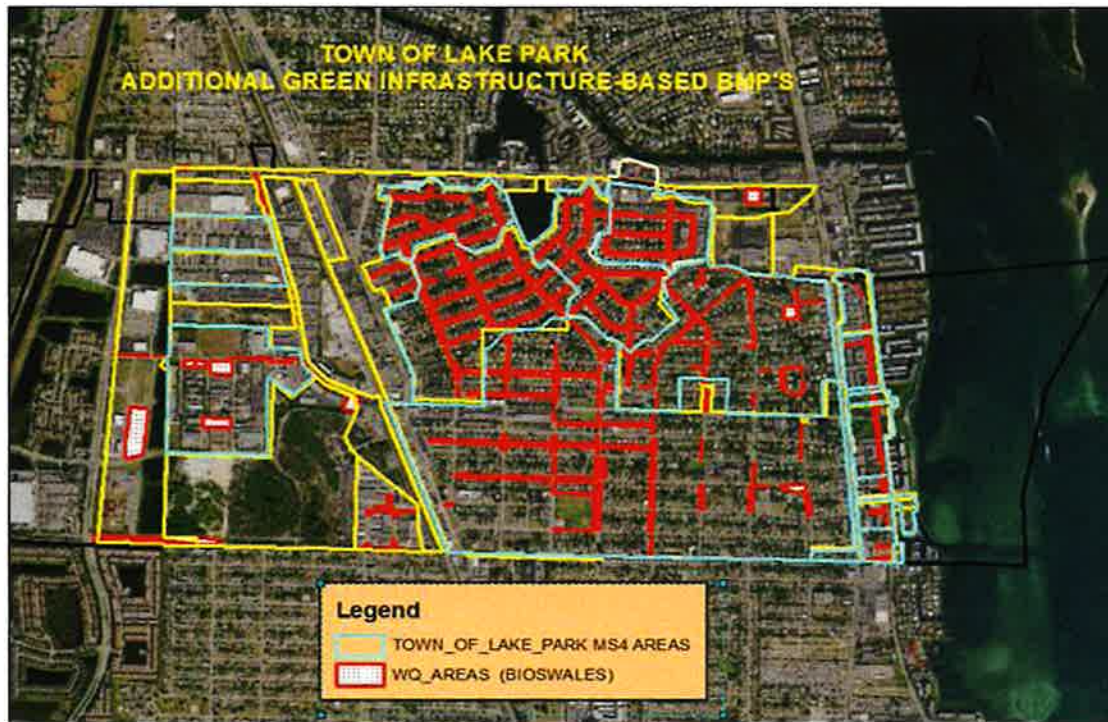 TOWN OF LAKE PARK
ADDITIONAL GREEN INFRASTRUCTURE-BASED BMP'S
Legend
TOWN_OF_LAKE_PARK MS4 AREAS
WQ_AREAS (BIOSWALES)